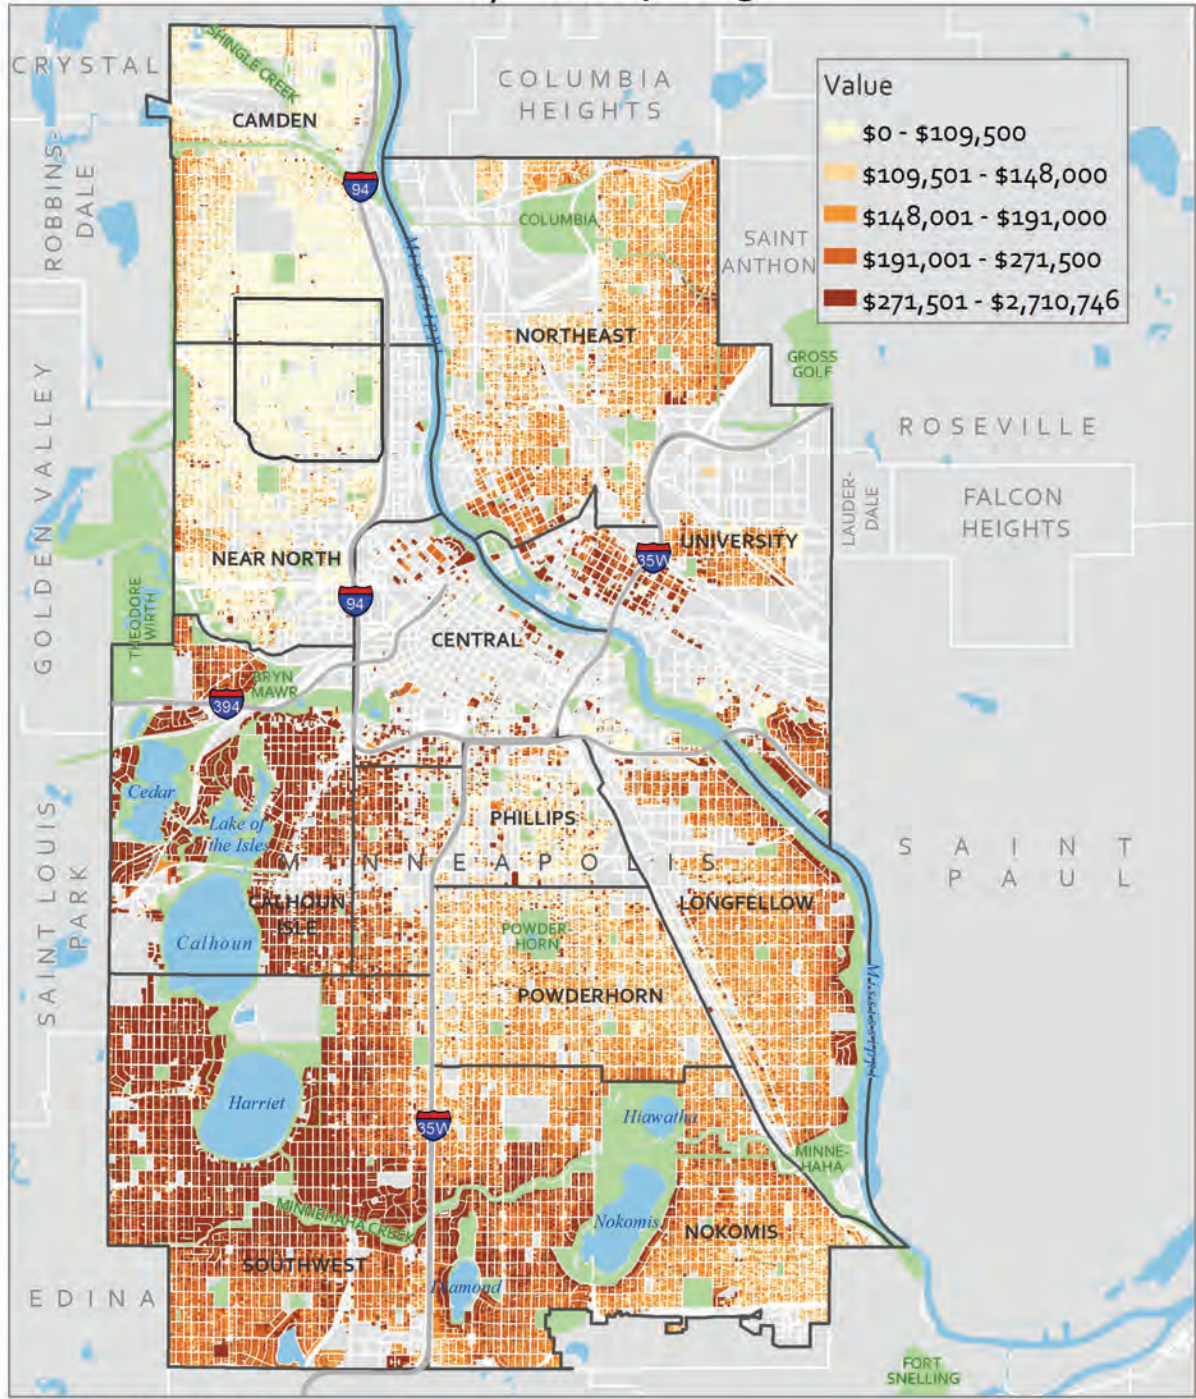 CRYSTAL
SHINGLE CREEK
CAMDEN
COLUMBIA
HEIGHTS
Value
$0 - $109,500
$109,501 - $148,000
$148,001 - $191,000
$191,001 - $271,500
$271,501 - $2,710,746
ROBBINS-
DALE
94
COLUMBIA
SAINT
ANTHON
Mississippi
NORTHEAST
GROSS
GOLF
GOLDEN VALLEY
ROSEVILLE
LAUDER-
DALE
FALCON
HEIGHTS
NEAR NORTH
UNIVERSITY
35W
94
THEODORE
WIRTH
CENTRAL
BRYN
MAWR
394
Cedar
Lake of
the Isles
PHILLIPS
MINNEAPOLIS
SAINT
PAUL
SAINT LOUIS
PARK
CALHOUN
ISLE
LONGFELLOW
Calhoun
POWDER-
HORN
POWDERHORN
Mississippi
Harriet
35W
Hiawatha
MINNE-
HAHA
MINNEHAHA CREEK
Nokomis
NOKOMIS
SOUTHWEST
Diamond
EDINA
FORT
SNELLING